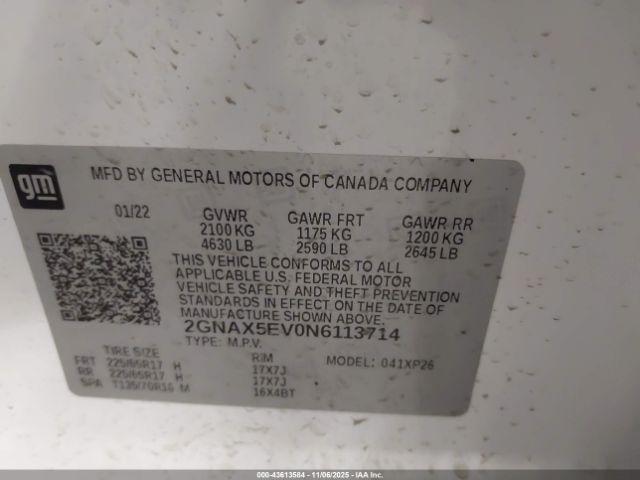 gm
MFD BY GENERAL MOTORS OF CANADA COMPANY
01/22 GVWR GAWR FRT GAWR RR
2100 KG 1175 KG 1200 KG
4630 LB 2590 LB 2645 LB
THIS VEHICLE CONFORMS TO ALL
APPLICABLE U.S. FEDERAL MOTOR
VEHICLE SAFETY AND THEFT PREVENTION
STANDARDS IN EFFECT ON THE DATE OF
MANUFACTURE SHOWN ABOVE.
2GNAX5EV0N6113714
TYPE: M.P.V.
TIRE SIZE RIM MODEL: 041XP26
FRT 225/65R17 H 17X7J
RR 225/65R17 H 17X7J
SPA T135/70R16 M 16X4BT
000-43613584 - 11/06/2025 - IAA Inc.